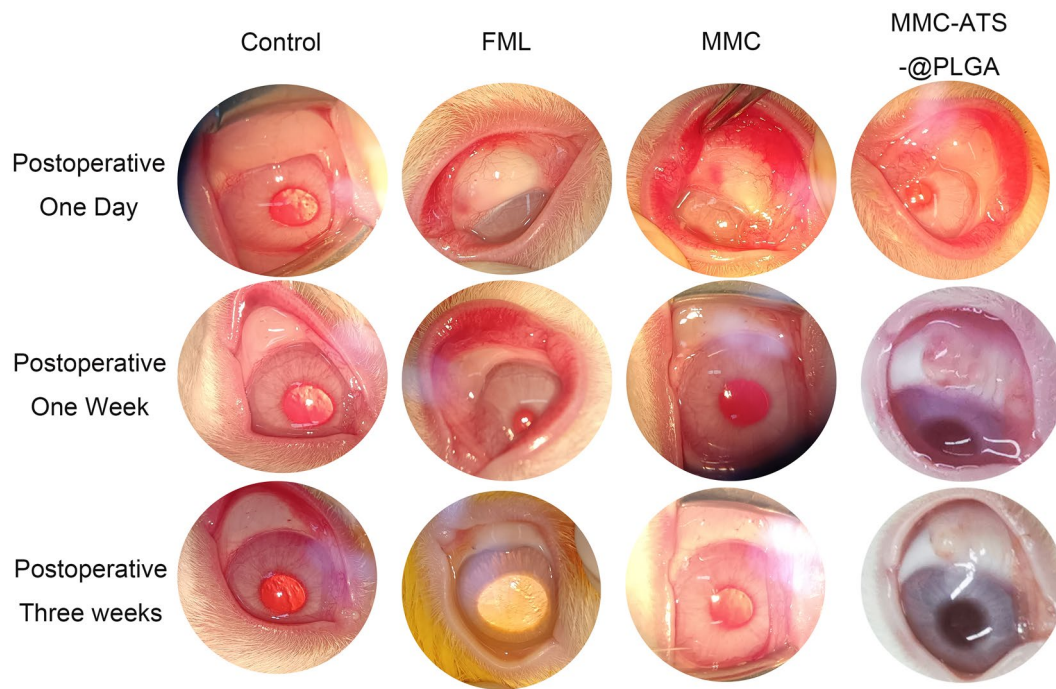 Control
FML
MMC
MMC-ATS
-@PLGA
Postoperative
One Day
Postoperative
One Week
Postoperative
Three weeks